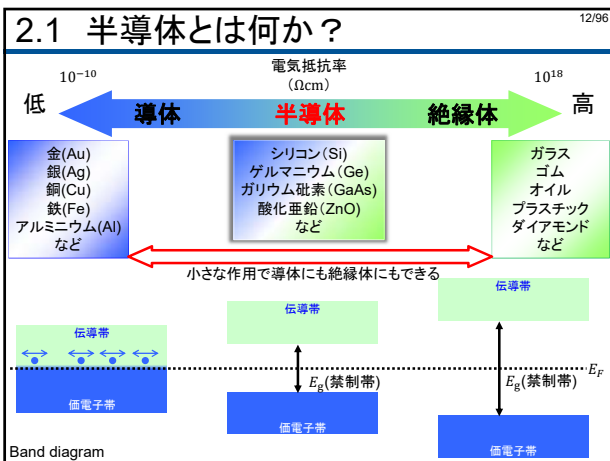 2.1 半導体とは何か？
12/96
電気抵抗率
(Ωcm)
10⁻¹⁰
10¹⁸
低
導体
半導体
絶縁体
高
金(Au)
銀(Ag)
銅(Cu)
鉄(Fe)
アルミニウム(Al)
など
シリコン(Si)
ゲルマニウム(Ge)
ガリウム砒素(GaAs)
酸化亜鉛(ZnO)
など
ガラス
ゴム
オイル
プラスチック
ダイアモンド
など
小さな作用で導体にも絶縁体にもできる
伝導帯
価電子帯
伝導帯
E_g(禁制帯)
価電子帯
伝導帯
E_g(禁制帯)
価電子帯
E_F
Band diagram